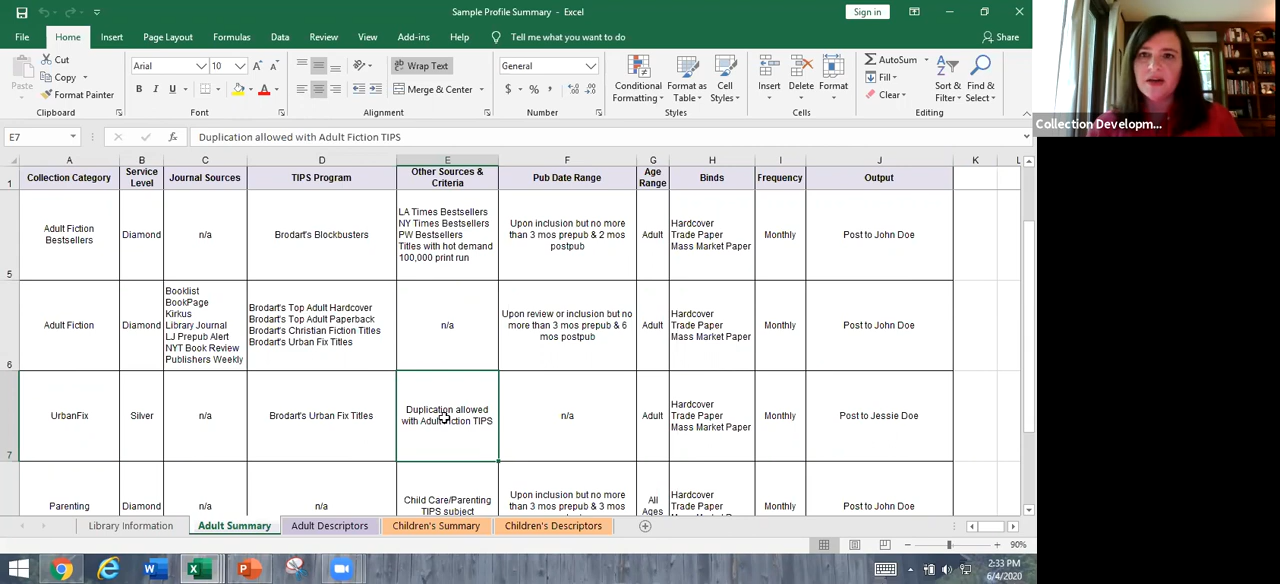 Sample Profile Summary - Excel
Sign in
File
Home
Insert
Page Layout
Formulas
Data
Review
View
Add-ins
Help
Tell me what you want to do
Share
Paste
Cut
Copy
Format Painter
Clipboard
Arial
10
B I U
Font
Wrap Text
Merge & Center
Alignment
General
$ % ,
Number
Conditional
Formatting
Format as
Table
Cell
Styles
Styles
Insert
Delete
Format
Cells
AutoSum
Fill
Clear
Sort &
Filter
Find &
Select
Editing
Collection Developm...
E7
fx
Duplication allowed with Adult Fiction TIPS
A B C D E F G H I J K L
1
Collection Category
Service
Level
Journal Sources
TIPS Program
Other Sources &
Criteria
Pub Date Range
Age
Range
Binds
Frequency
Output
5
Adult Fiction
Bestsellers
Diamond
n/a
Brodart's Blockbusters
LA Times Bestsellers
NY Times Bestsellers
PW Bestsellers
Titles with hot demand
100,000 print run
Upon inclusion but no more
than 3 mos prepub & 2 mos
postpub
Adult
Hardcover
Trade Paper
Mass Market Paper
Monthly
Post to John Doe
6
Adult Fiction
Diamond
Booklist
BookPage
Kirkus
Library Journal
LJ Prepub Alert
NYT Book Review
Publishers Weekly
Brodart's Top Adult Hardcover
Brodart's Top Adult Paperback
Brodart's Christian Fiction Titles
Brodart's Urban Fix Titles
n/a
Upon review or inclusion but no
more than 3 mos prepub & 6
mos postpub
Adult
Hardcover
Trade Paper
Mass Market Paper
Monthly
Post to John Doe
7
UrbanFix
Silver
n/a
Brodart's Urban Fix Titles
Duplication allowed
with Adult Fiction TIPS
n/a
Adult
Hardcover
Trade Paper
Mass Market Paper
Monthly
Post to Jessie Doe
Parenting
Diamond
n/a
n/a
Child Care/Parenting
TIPS subject
Upon inclusion but no more
than 3 mos prepub & 3 mos
All
Ages
Hardcover
Trade Paper
Monthly
Post to John Doe
Library Information
Adult Summary
Adult Descriptors
Children's Summary
Children's Descriptors
90%
2:33 PM
6/4/2020